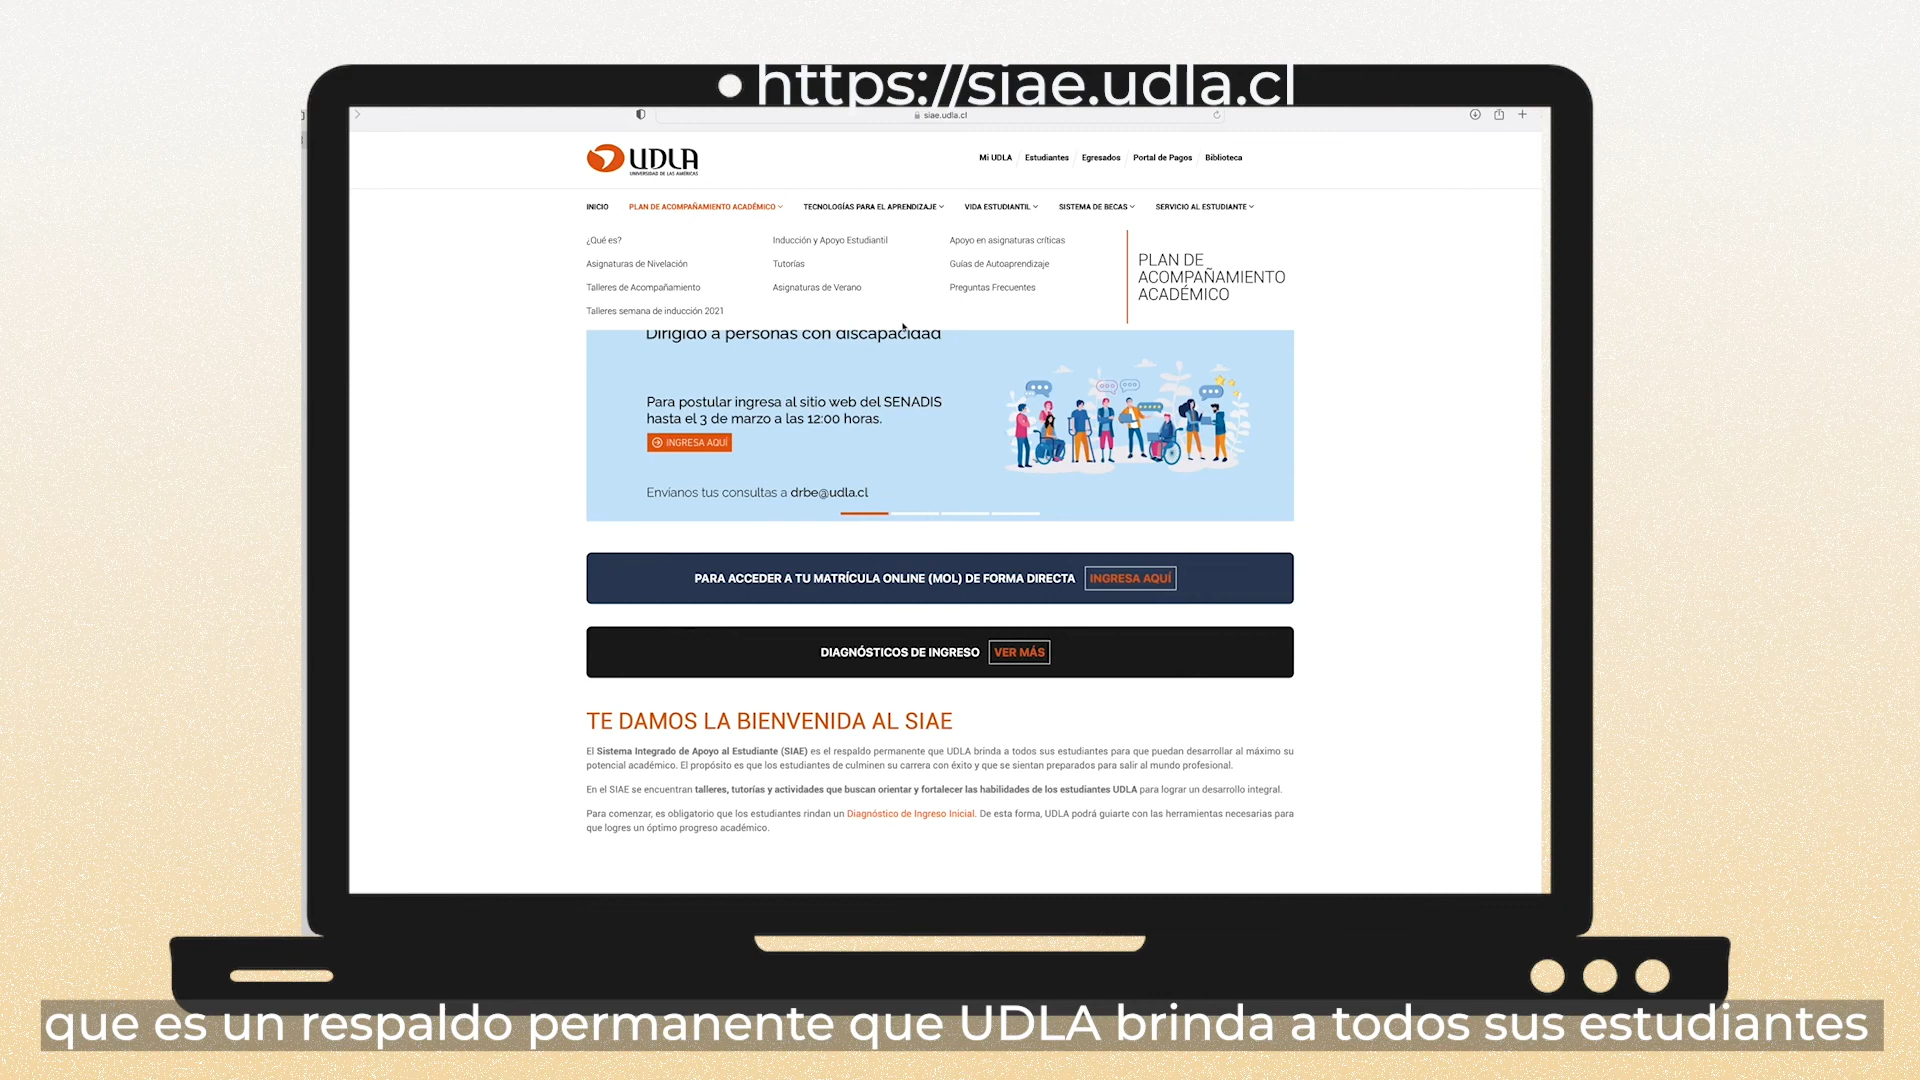 https://siae.udla.cl
siae.udla.cl
UDLA
UNIVERSIDAD DE LAS AMÉRICAS
Mi UDLA Estudiantes Egresados Portal de Pagos Biblioteca
INICIO PLAN DE ACOMPAÑAMIENTO ACADÉMICO TECNOLOGÍAS PARA EL APRENDIZAJE VIDA ESTUDIANTIL SISTEMA DE BECAS SERVICIO AL ESTUDIANTE
¿Qué es? Inducción y Apoyo Estudiantil Apoyo en asignaturas críticas
Asignaturas de Nivelación Tutorías Guías de Autoaprendizaje
Talleres de Acompañamiento Asignaturas de Verano Preguntas Frecuentes
Talleres semana de inducción 2021
PLAN DE
ACOMPAÑAMIENTO
ACADÉMICO
Dirigido a personas con discapacidad
Para postular ingresa al sitio web del SENADIS
hasta el 3 de marzo a las 12:00 horas.
INGRESA AQUÍ
Envíanos tus consultas a drbe@udla.cl
PARA ACCEDER A TU MATRÍCULA ONLINE (MOL) DE FORMA DIRECTA INGRESA AQUÍ
DIAGNÓSTICOS DE INGRESO VER MÁS
TE DAMOS LA BIENVENIDA AL SIAE
El Sistema Integrado de Apoyo al Estudiante (SIAE) es el respaldo permanente que UDLA brinda a todos sus estudiantes para que puedan desarrollar al máximo su
potencial académico. El propósito es que los estudiantes de culminen su carrera con éxito y que se sientan preparados para salir al mundo profesional.
En el SIAE se encuentran talleres, tutorías y actividades que buscan orientar y fortalecer las habilidades de los estudiantes UDLA para lograr un desarrollo integral.
Para comenzar, es obligatorio que los estudiantes rindan un Diagnóstico de Ingreso Inicial. De esta forma, UDLA podrá guiarte con las herramientas necesarias para
que logres un óptimo progreso académico.
que es un respaldo permanente que UDLA brinda a todos sus estudiantes